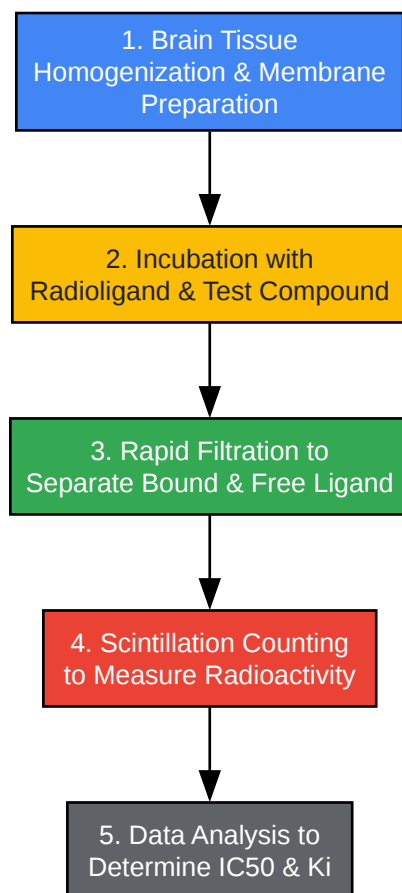 1. Brain Tissue
Homogenization & Membrane
Preparation
2. Incubation with
Radioligand & Test Compound
3. Rapid Filtration to
Separate Bound & Free Ligand
4. Scintillation Counting
to Measure Radioactivity
5. Data Analysis to
Determine IC50 & Ki